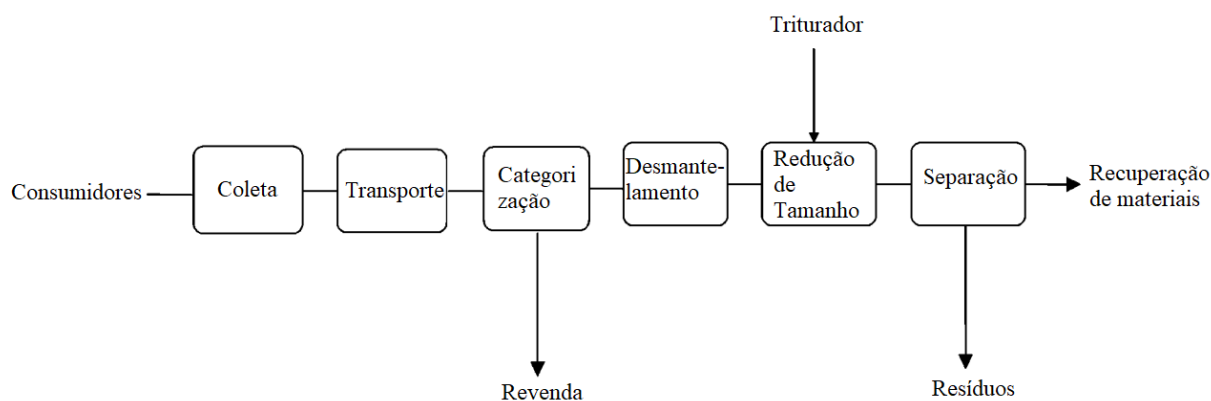 Triturador
Consumidores
Coleta
Transporte
Categori
zação
Desmante-
lamento
Redução
de
Tamanho
Separação
Recuperação
de materiais
Revenda
Resíduos